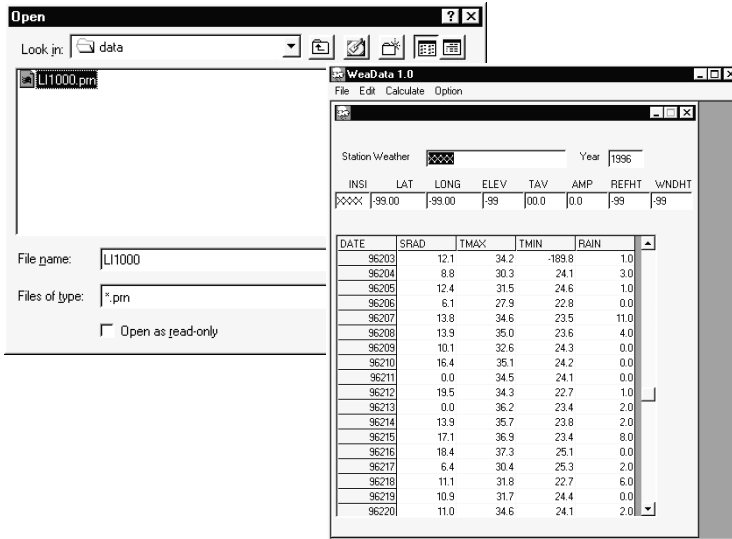 Open
Look in: data
LI1000.prn
File name: LI1000
Files of type: *.prn
Open as read-only
WeaData 1.0
File Edit Calculate Option
Station Weather xxxx Year 1996
INSI LAT LONG ELEV TAV AMP REFHT WNDHT
xxxx -99.00 -99.00 -99 00.0 0.0 -99 -99
DATE SRAD TMAX TMIN RAIN
96203 12.1 34.2 -189.8 1.0
96204 8.8 30.3 24.1 3.0
96205 12.4 31.5 24.6 1.0
96206 6.1 27.9 22.8 0.0
96207 13.8 34.6 23.5 11.0
96208 13.9 35.0 23.6 4.0
96209 10.1 32.6 24.3 0.0
96210 16.4 35.1 24.2 0.0
96211 0.0 34.5 24.1 0.0
96212 19.5 34.3 22.7 1.0
96213 0.0 36.2 23.4 2.0
96214 13.9 35.7 23.8 2.0
96215 17.1 36.9 23.4 8.0
96216 18.4 37.3 25.1 0.0
96217 6.4 30.4 25.3 2.0
96218 11.1 31.8 22.7 6.0
96219 10.9 31.7 24.4 0.0
96220 11.0 34.6 24.1 2.0